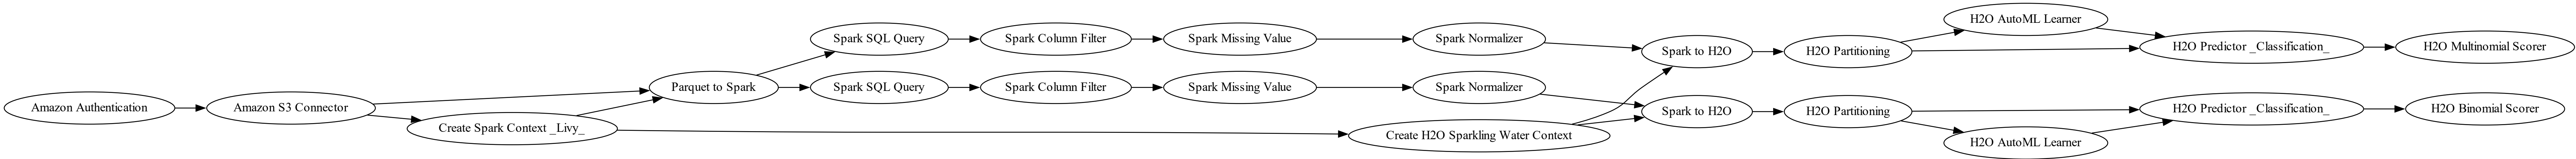 Amazon Authentication
Amazon S3 Connector
Create Spark Context _Livy_
Parquet to Spark
Spark SQL Query
Spark Column Filter
Spark Missing Value
Spark Normalizer
Spark to H2O
H2O Partitioning
H2O AutoML Learner
H2O Predictor _Classification_
H2O Multinomial Scorer
Spark SQL Query
Spark Column Filter
Spark Missing Value
Spark Normalizer
Create H2O Sparkling Water Context
Spark to H2O
H2O Partitioning
H2O AutoML Learner
H2O Predictor _Classification_
H2O Binomial Scorer